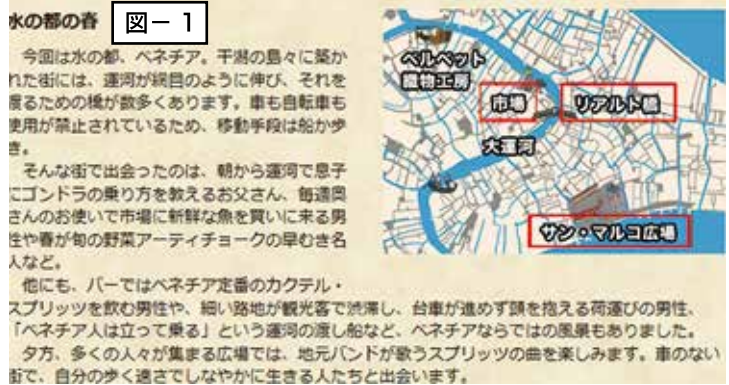 水の都の春
図－1
今回は水の都、ベネチア。干潟の島々に築か
れた街には、運河が網目のように伸び、それを
渡るための橋が数多くあります。車も自転車も
使用が禁止されているため、移動手段は船か歩
き。
そんな街で出会ったのは、朝から運河で息子
にゴンドラの乗り方を教えるお父さん、毎週奥
さんのお使いで市場に新鮮な魚を買いに来る男
性や春が旬の野菜アーティチョークの早むき名
人など。
他にも、バーではベネチア定番のカクテル・
スプリッツを飲む男性や、細い路地が観光客で渋滞し、台車が進めず頭を抱える荷運びの男性、
「ベネチア人は立って乗る」という運河の渡し船など、ベネチアならではの風景もありました。
夕方、多くの人々が集まる広場では、地元バンドが歌うスプリッツの曲を楽しみます。車のない
街で、自分の歩く速さでしなやかに生きる人たちと出会います。
ベルベット
織物工房
市場
リアルト橋
大運河
サン・マルコ広場